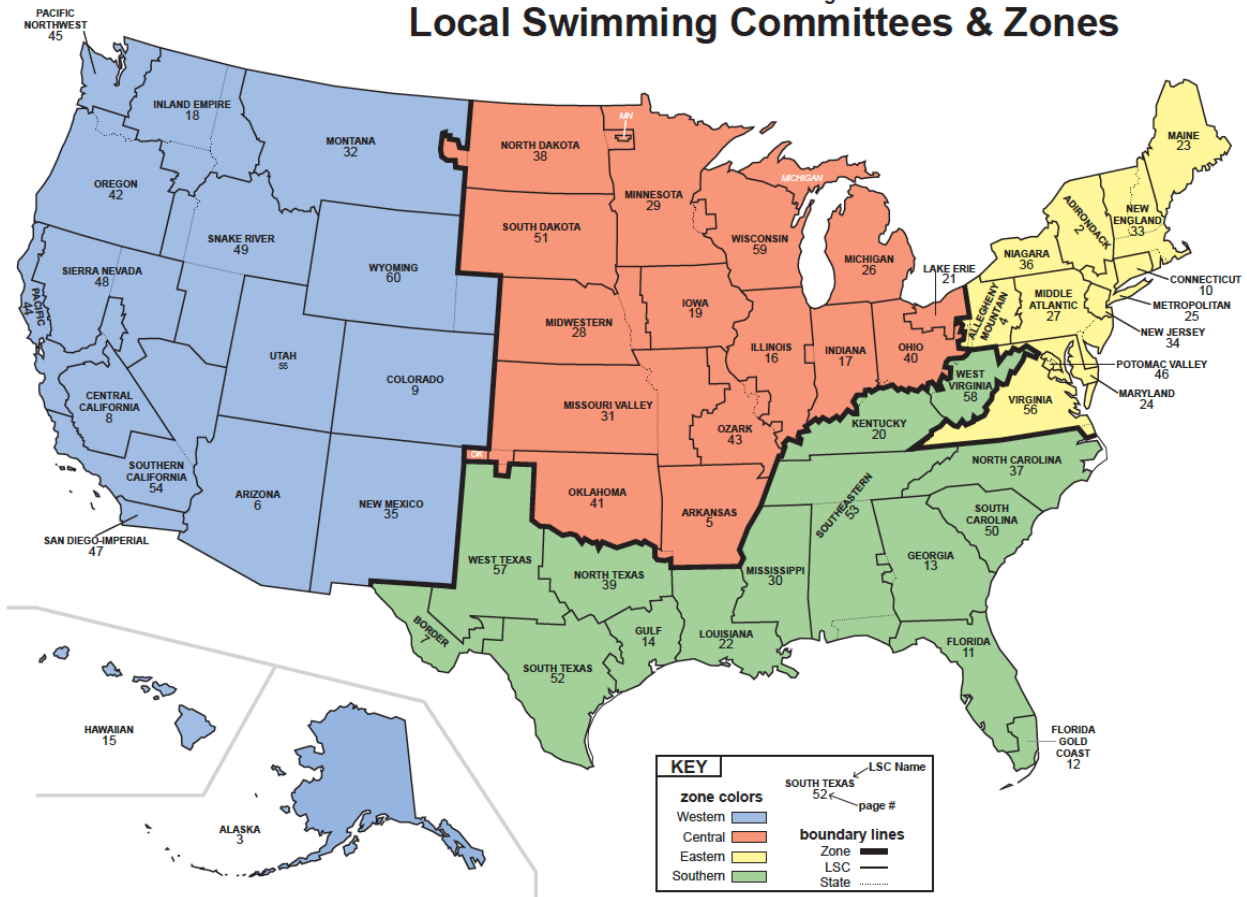 Local Swimming Committees & Zones
PACIFIC
NORTHWEST
45
INLAND EMPIRE
18
MONTANA
32
OREGON
42
SNAKE RIVER
49
WYOMING
60
SIERRA NEVADA
48
PACIFIC
44
UTAH
55
COLORADO
9
CENTRAL
CALIFORNIA
8
SOUTHERN
CALIFORNIA
54
ARIZONA
6
NEW MEXICO
35
SAN DIEGO-IMPERIAL
47
HAWAIIAN
15
ALASKA
3
NORTH DAKOTA
38
MN
MINNESOTA
29
MICHIGAN
SOUTH DAKOTA
51
WISCONSIN
59
MICHIGAN
26
LAKE ERIE
21
MIDWESTERN
28
IOWA
19
ILLINOIS
16
INDIANA
17
OHIO
40
MISSOURI VALLEY
31
OZARK
43
OK
OKLAHOMA
41
ARKANSAS
5
MAINE
23
ADIRONDACK
2
NEW
ENGLAND
33
NIAGARA
36
CONNECTICUT
10
ALLEGHENY
MOUNTAIN
4
MIDDLE
ATLANTIC
27
METROPOLITAN
25
NEW JERSEY
34
POTOMAC VALLEY
46
MARYLAND
24
VIRGINIA
56
WEST
VIRGINIA
58
KENTUCKY
20
NORTH CAROLINA
37
SOUTHEASTERN
53
SOUTH
CAROLINA
50
GEORGIA
13
MISSISSIPPI
30
WEST TEXAS
57
NORTH TEXAS
39
BORDER
7
GULF
14
LOUISIANA
22
SOUTH TEXAS
52
FLORIDA
11
FLORIDA
GOLD
COAST
12
KEY
LSC Name
SOUTH TEXAS
52
page #
zone colors
Western
Central
Eastern
Southern
boundary lines
Zone
LSC
State